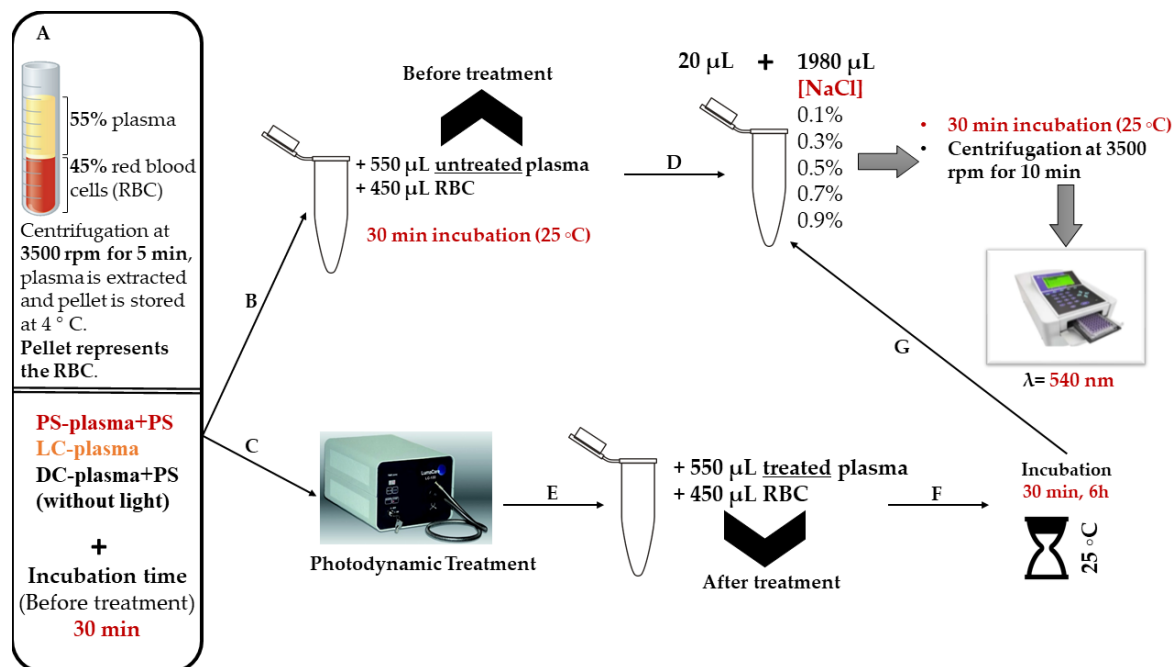 A
55% plasma
45% red blood
cells (RBC)
Centrifugation at
3500 rpm for 5 min,
plasma is extracted
and pellet is stored
at 4 ° C.
Pellet represents
the RBC.
PS-plasma+PS
LC-plasma
DC-plasma+PS
(without light)
+
Incubation time
(Before treatment)
30 min
B
C
Before treatment
+ 550 µL untreated plasma
+ 450 µL RBC
30 min incubation (25 °C)
D
20 µL + 1980 µL
[NaCl]
0.1%
0.3%
0.5%
0.7%
0.9%
• 30 min incubation (25 °C)
• Centrifugation at 3500
rpm for 10 min
λ= 540 nm
G
LumaCare
Photodynamic Treatment
E
+ 550 µL treated plasma
+ 450 µL RBC
After treatment
F
Incubation
30 min, 6h
25 °C